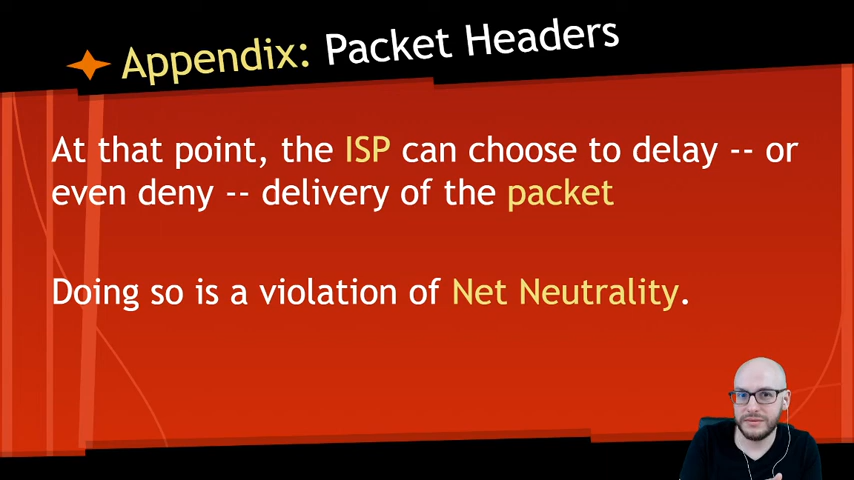 Appendix: Packet Headers
At that point, the ISP can choose to delay -- or
even deny -- delivery of the packet
Doing so is a violation of Net Neutrality.